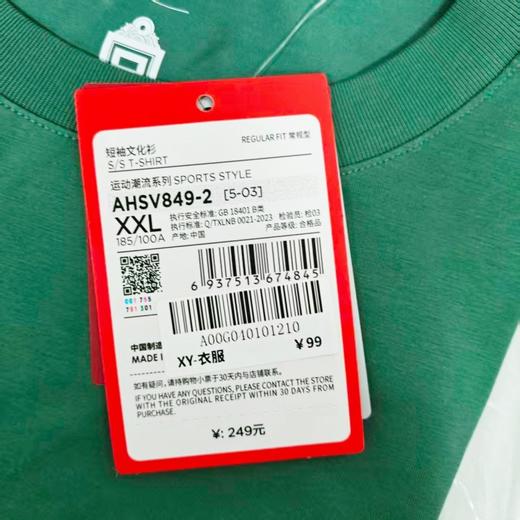 短袖文化衫
S/S T-SHIRT
REGULAR FIT 常规型
运动潮流系列 SPORTS STYLE
AHSV849-2 [5-03]
XXL
185/100A
执行安全标准: GB 18401 B类
执行标准: Q/TXLNB 0021-2023 检验员: 检03
产地: 中国 产品等级: 合格品
001 755
791 301
6 937513 674845
A00G040101210
中国制造
MADE I
XY-衣服 ¥99
如有疑问, 请持购物小票于30天内与店铺联系。
IF YOU HAVE ANY QUESTIONS, PLEASE CONTACT THE STORE
WITH THE ORIGINAL RECEIPT WITHIN 30 DAYS FROM
PURCHASE.
¥: 249元